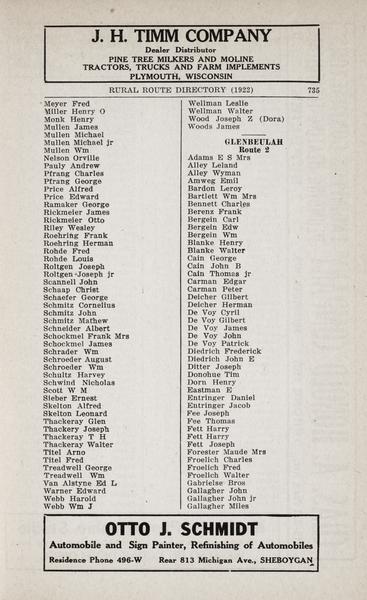 J. H. TIMM COMPANY
Dealer Distributor
PINE TREE MILKERS AND MOLINE
TRACTORS, TRUCKS AND FARM IMPLEMENTS
PLYMOUTH, WISCONSIN
RURAL ROUTE DIRECTORY (1922) 735
Meyer Fred
Miller Henry O
Monk Henry
Mullen James
Mullen Michael
Mullen Michael jr
Mullen Wm
Nelson Orville
Pauly Andrew
Pfrang Charles
Pfrang George
Price Alfred
Price Edward
Ramaker George
Rickmeier James
Rickmeier Otto
Riley Wesley
Roehring Frank
Roehring Herman
Rohde Fred
Rohde Louis
Roltgen Joseph
Roltgen Joseph jr
Scannell John
Schaap Christ
Schaefer George
Schmitz Cornelius
Schmitz John
Schmitz Mathew
Schneider Albert
Schockmel Frank Mrs
Schockmel James
Schrader Wm
Schroeder August
Schroeder Wm
Schultz Harvey
Schwind Nicholas
Scott W M
Sieber Ernest
Skelton Alfred
Skelton Leonard
Thackeray Glen
Thackery Joseph
Thackeray T H
Thackeray Walter
Titel Arno
Titel Fred
Treadwell George
Treadwell Wm
Van Alstyne Ed L
Warner Edward
Webb Harold
Webb Wm J
Wellman Leslie
Wellman Walter
Wood Joseph Z (Dora)
Woods James
GLENBEULAH
Route 2
Adams E S Mrs
Alley Leland
Alley Wyman
Amweg Emil
Bardon Leroy
Bartlett Wm Mrs
Bennett Charles
Berens Frank
Bergein Carl
Bergein Edw
Bergein Wm
Blanke Henry
Blanke Walter
Cain George
Cain John B
Cain Thomas jr
Carman Edgar
Carman Peter
Deicher Gilbert
Deicher Herman
De Voy Cyril
De Voy Gilbert
De Voy James
De Voy John
De Voy Patrick
Diedrich Frederick
Diedrich John E
Ditter Joseph
Donohue Tim
Dorn Henry
Eastman E
Entringer Daniel
Entringer Jacob
Fee Joseph
Fee Thomas
Fett Harry
Fett Harry
Fett Joseph
Forester Maude Mrs
Froelich Charles
Froelich Fred
Froelich Walter
Gabrielse Bros
Gallagher John
Gallagher John jr
Gallagher Miles
OTTO J. SCHMIDT
Automobile and Sign Painter, Refinishing of Automobiles
Residence Phone 496-W Rear 813 Michigan Ave., SHEBOYGAN